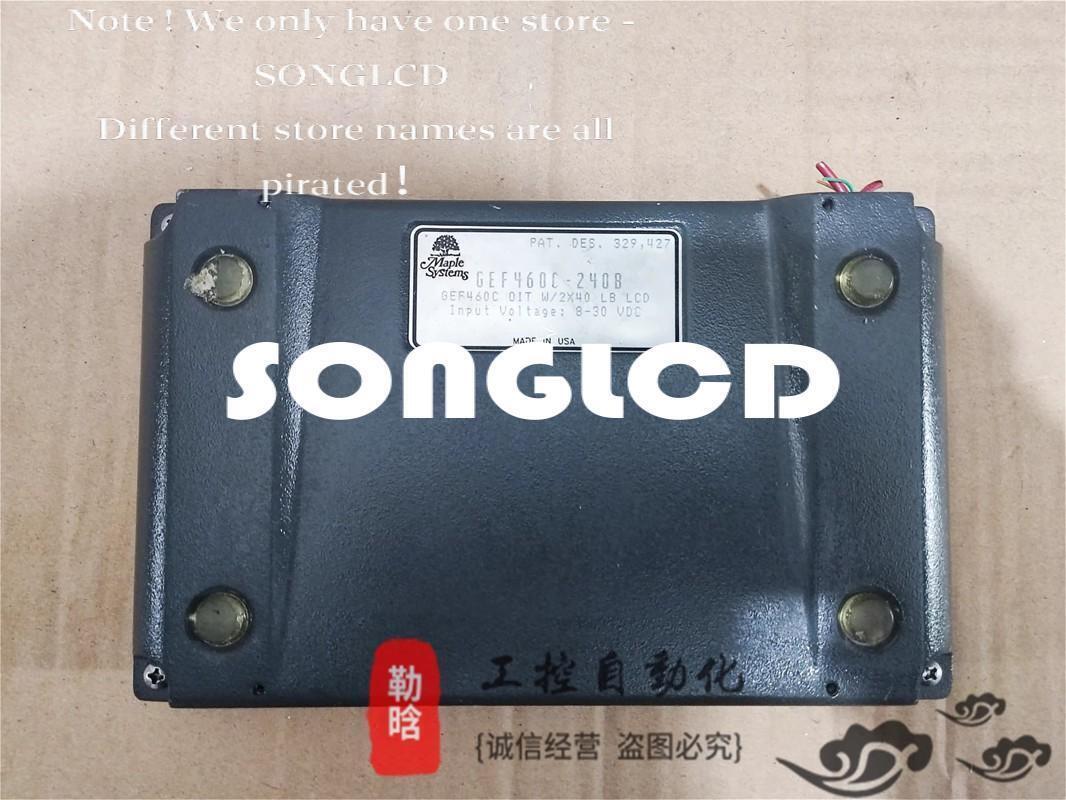 Note ! We only have one store -
SONGLCD
Different store names are all
pirated !
PAT. DES. 329,427
Maple
Systems
GEF460C-240B
GEF460C OIT W/2X40 LB LCD
Input Voltage: 8-30 VDC
MADE IN USA
SONGLCD
勒晗
工控自動化
{诚信经营 盗图必究}